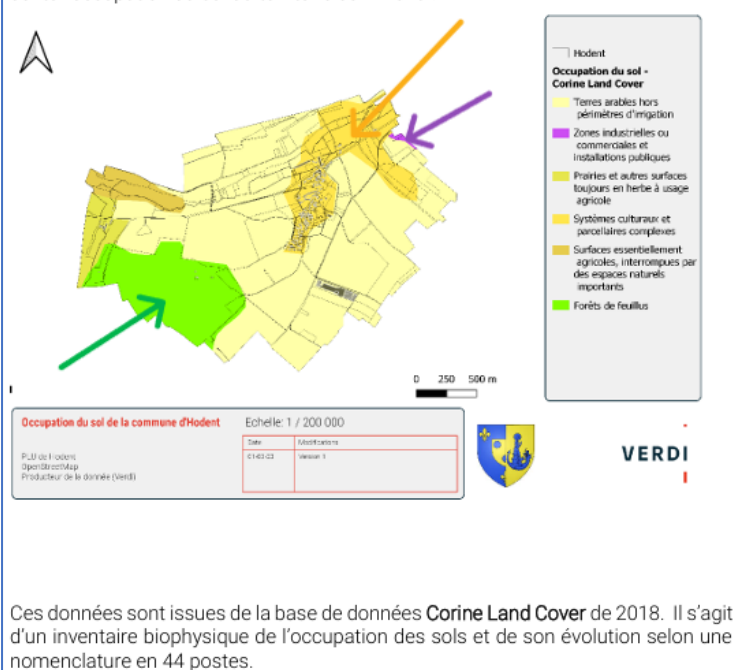 Hodent
Occupation du sol -
Corine Land Cover
Terres arables hors
périmètres d'irrigation
Zones industrielles ou
commerciales et
installations publiques
Prairies et autres surfaces
toujours en herbe à usage
agricole
Systèmes culturaux et
parcellaires complexes
Surfaces essentiellement
agricoles, interrompues par
des espaces naturels
importants
Forêts de feuillus
0 250 500 m
Occupation du sol de la commune d'Hodent
Echelle: 1 / 200 000
Date Modifications
Version 1
PLU de Hodent
OpenStreetMap
Producteur de la donnée (Verdi)
VERDI
Ces données sont issues de la base de données Corine Land Cover de 2018. Il s'agit
d'un inventaire biophysique de l'occupation des sols et de son évolution selon une
nomenclature en 44 postes.